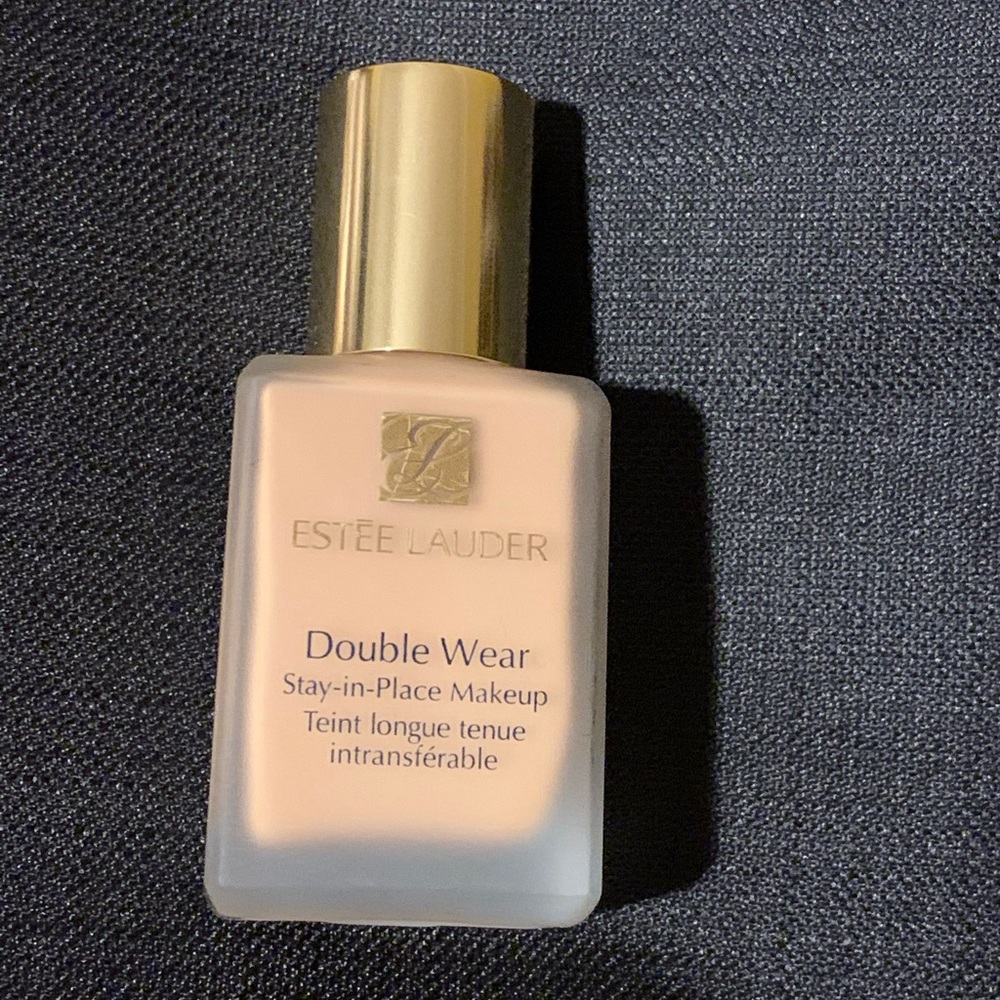 ESTĒE LAUDER
Double Wear
Stay-in-Place Makeup
Teint longue tenue
intransférable